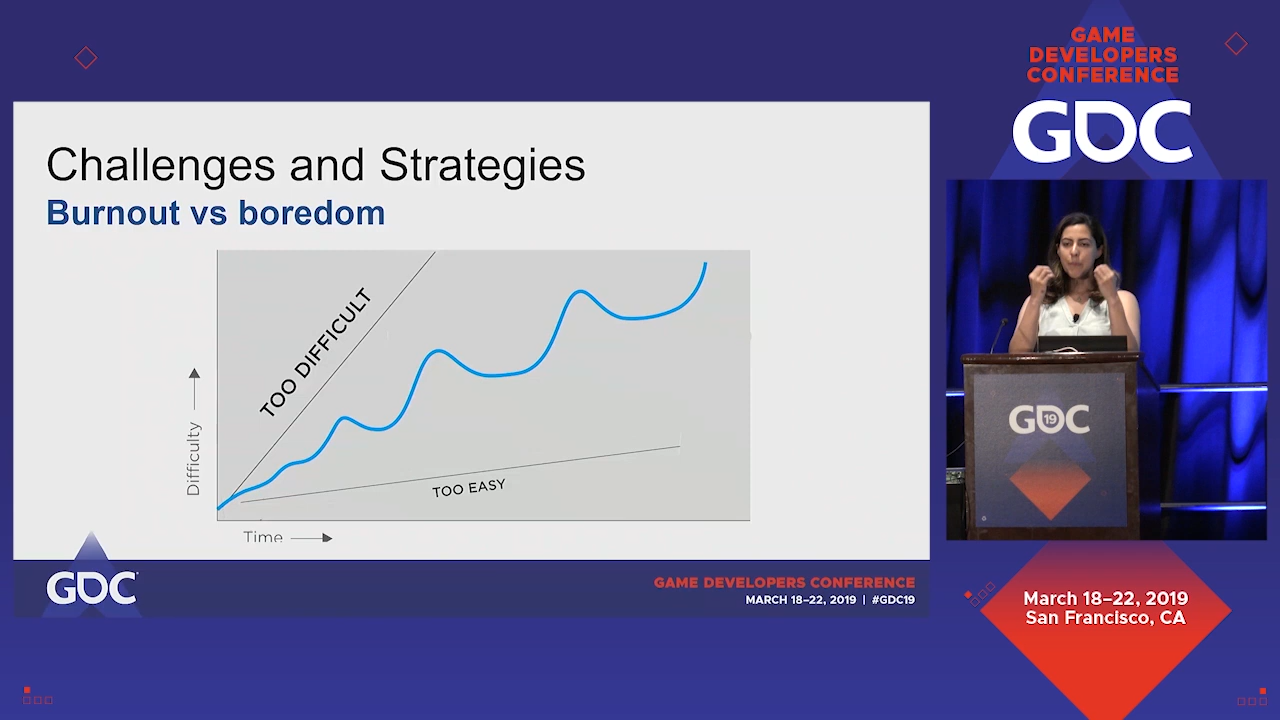 GAME
DEVELOPERS
CONFERENCE
GDC
Challenges and Strategies
Burnout vs boredom
TOO DIFFICULT
TOO EASY
Difficulty
Time
GDC
GAME DEVELOPERS CONFERENCE
MARCH 18–22, 2019 | #GDC19
GDC
19
March 18–22, 2019
San Francisco, CA